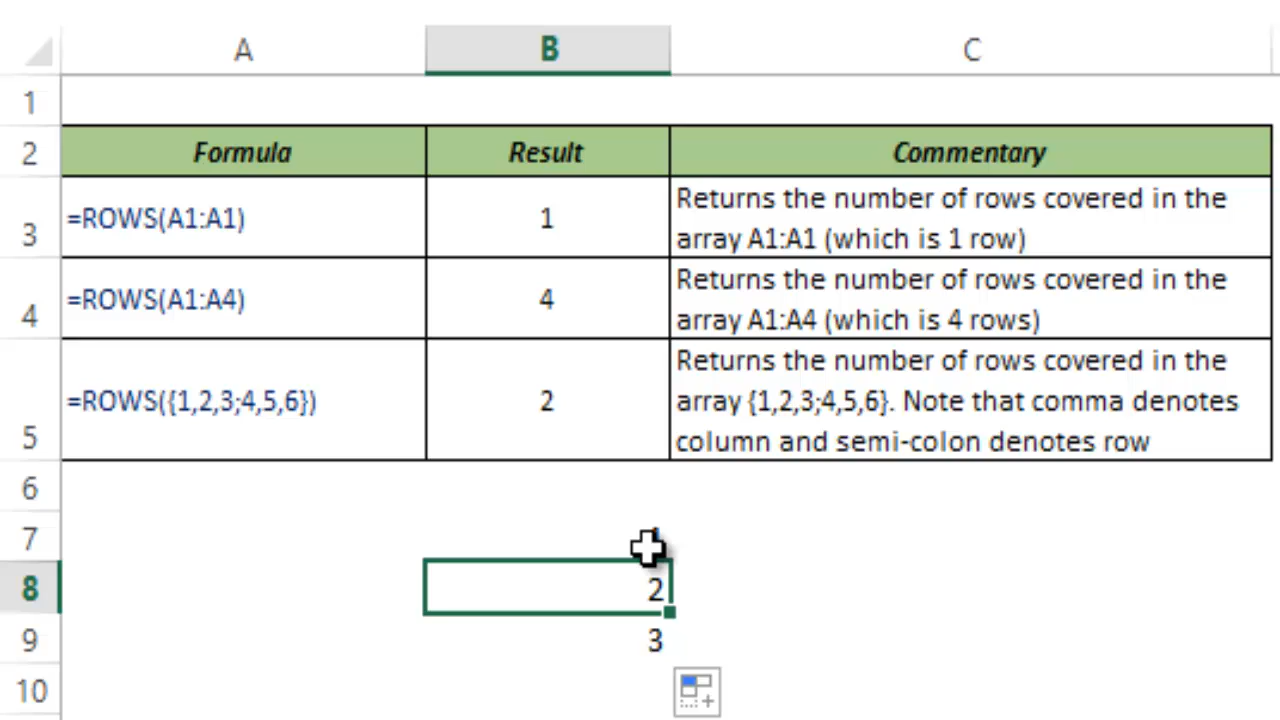 A B C
1
2 Formula Result Commentary
Returns the number of rows covered in the
3 =ROWS(A1:A1) 1
array A1:A1 (which is 1 row)
Returns the number of rows covered in the
4 =ROWS(A1:A4) 4
array A1:A4 (which is 4 rows)
Returns the number of rows covered in the
=ROWS({1,2,3;4,5,6}) 2 array {1,2,3;4,5,6}. Note that comma denotes
5 column and semi-colon denotes row
6
7
8 2
9 3
10